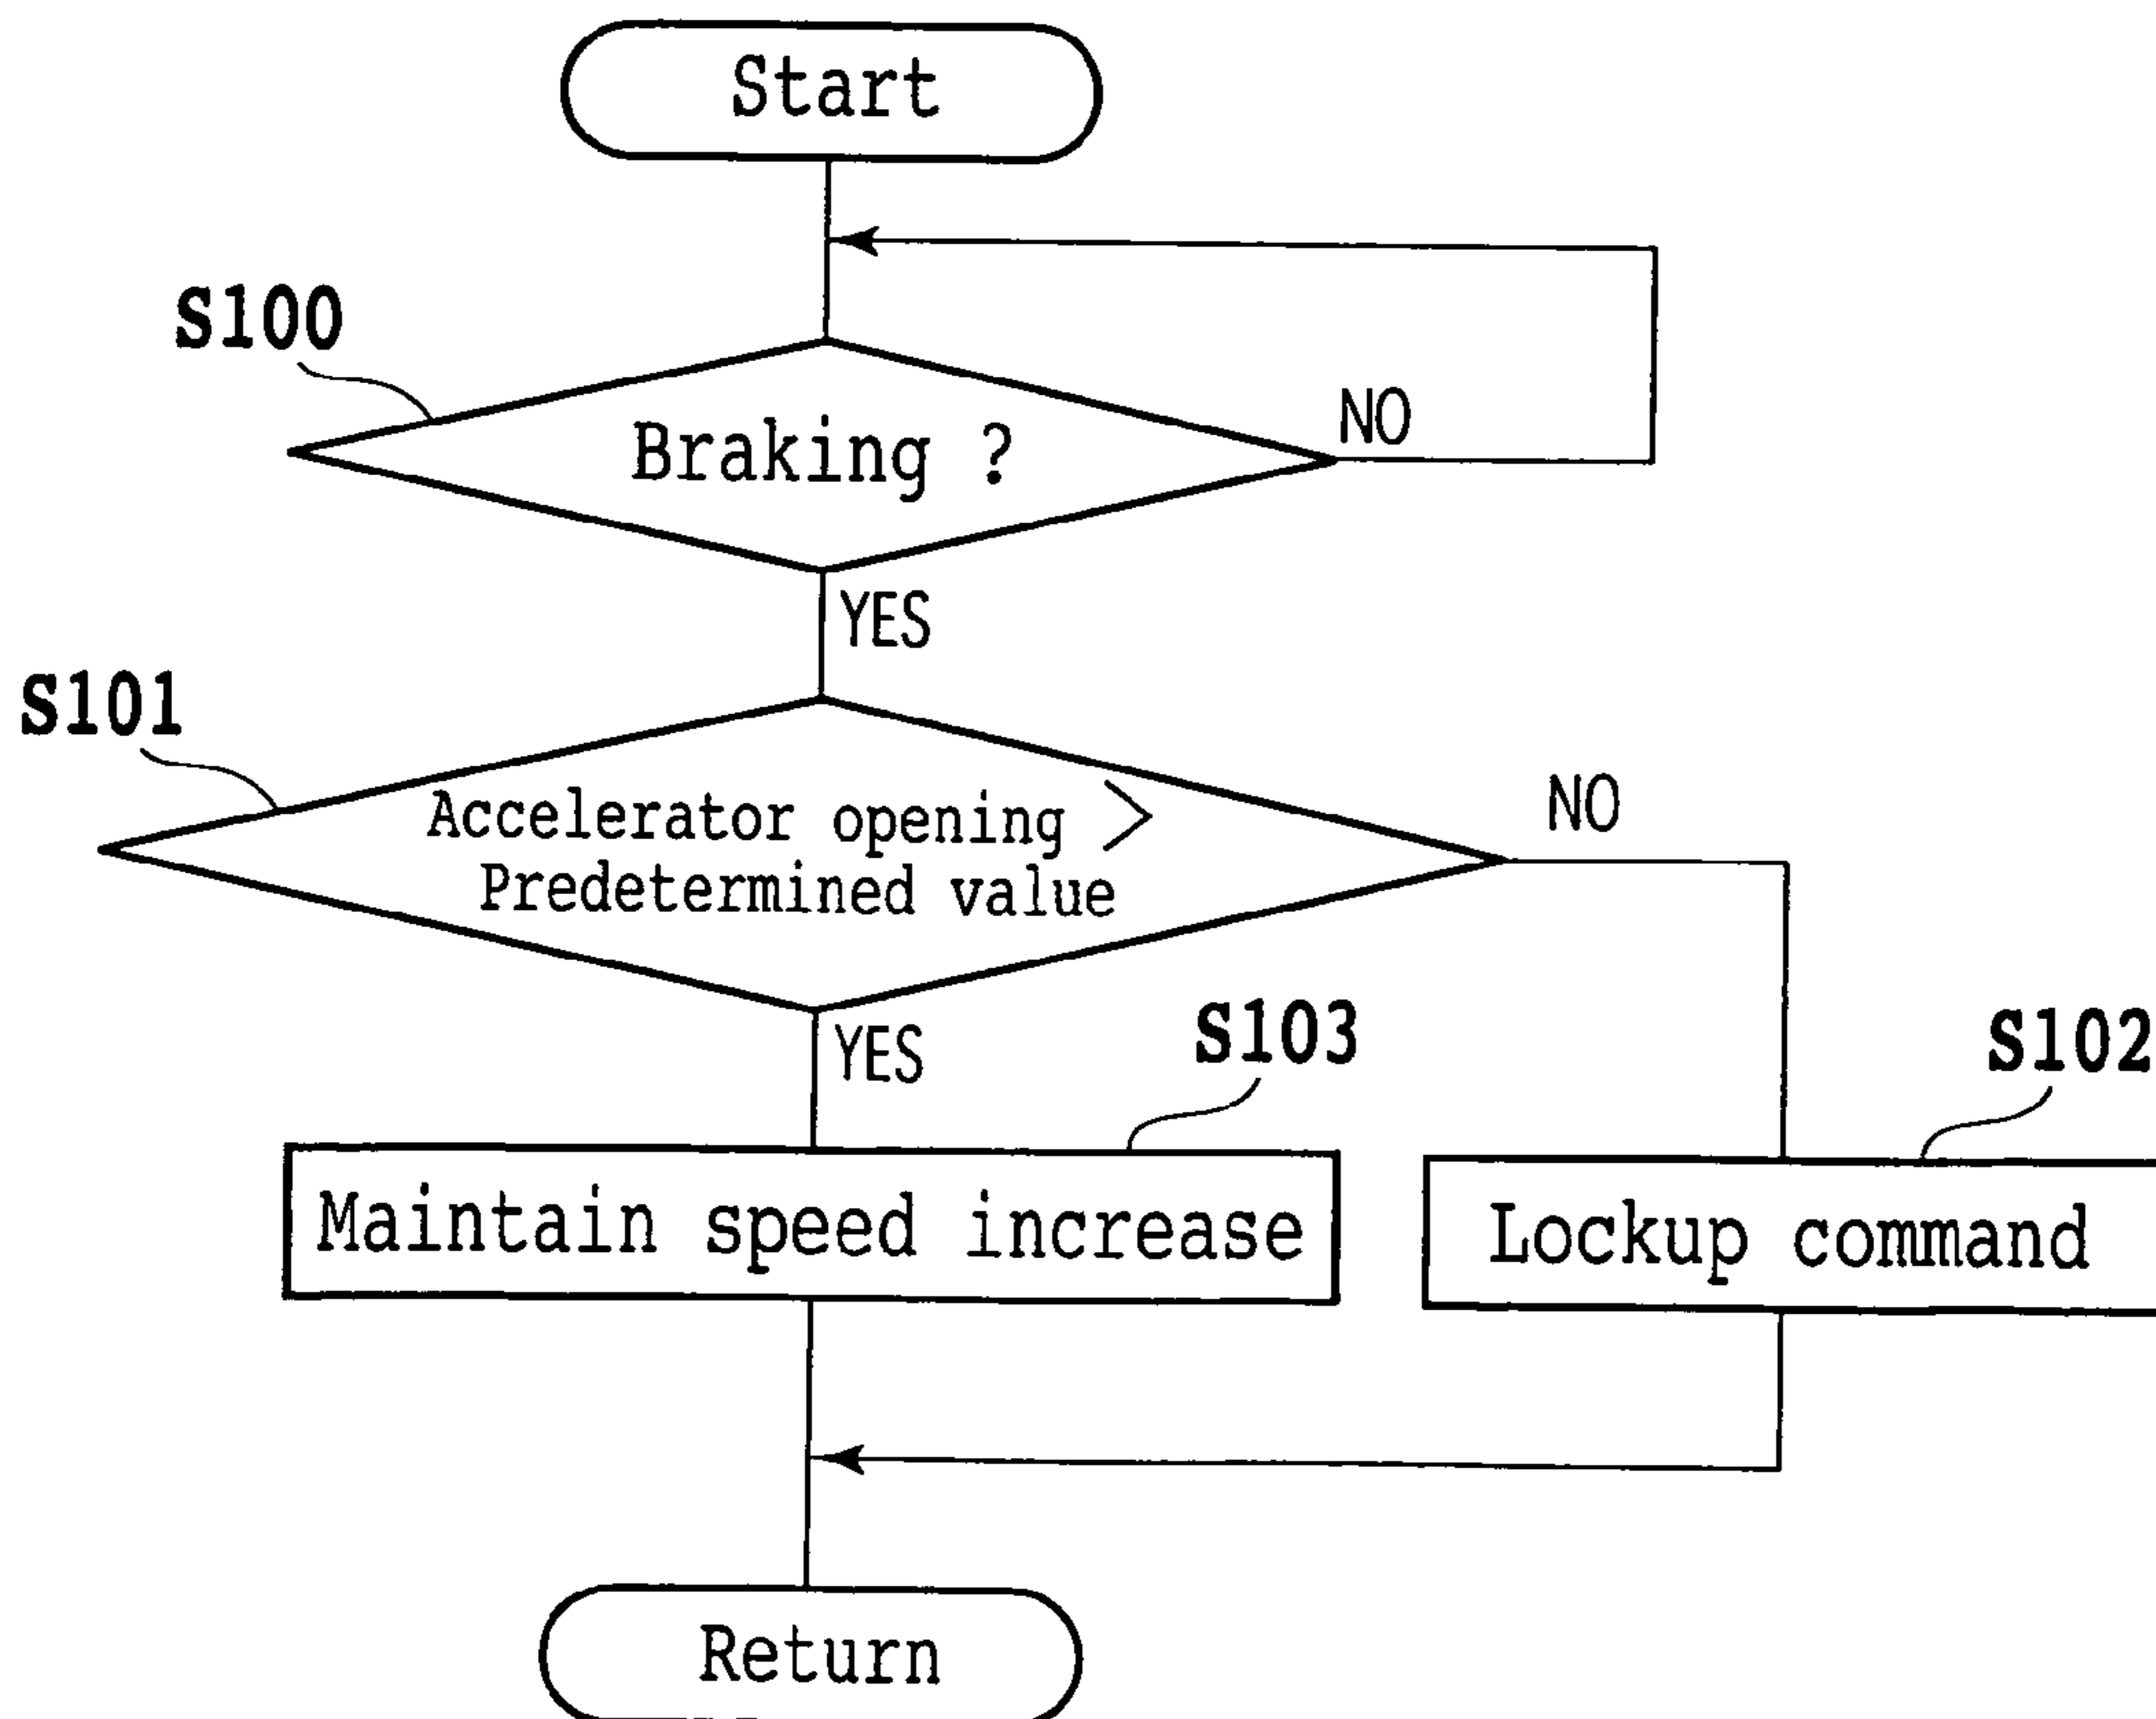 Start
S100
Braking ?
NO
YES
S101
Accelerator opening >
Predetermined value
NO
YES
S103
S102
Maintain speed increase
Lockup command
Return